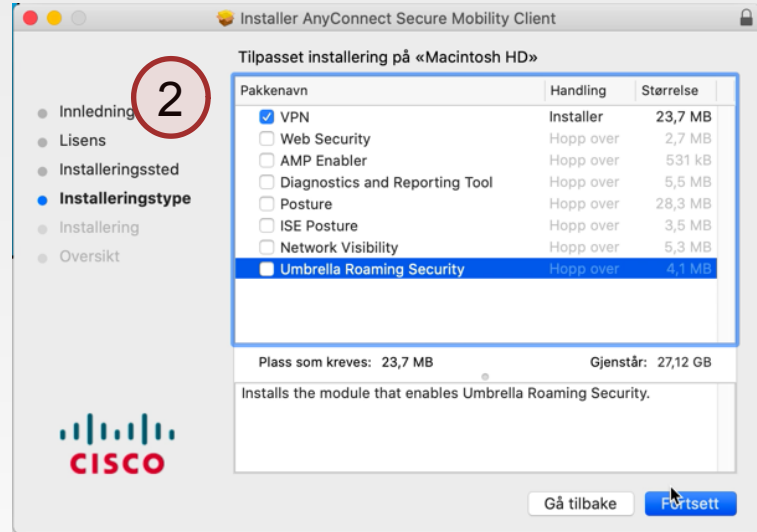 Installer AnyConnect Secure Mobility Client
Tilpasset installering på «Macintosh HD»
2
Innledning
Lisens
Installeringssted
Installeringstype
Installering
Oversikt
Pakkenavn Handling Størrelse
VPN Installer 23,7 MB
Web Security Hopp over 2,7 MB
AMP Enabler Hopp over 531 kB
Diagnostics and Reporting Tool Hopp over 5,5 MB
Posture Hopp over 28,3 MB
ISE Posture Hopp over 3,5 MB
Network Visibility Hopp over 5,3 MB
Umbrella Roaming Security Hopp over 4,1 MB
Plass som kreves: 23,7 MB Gjenstår: 27,12 GB
Installs the module that enables Umbrella Roaming Security.
CISCO
Gå tilbake Fortsett